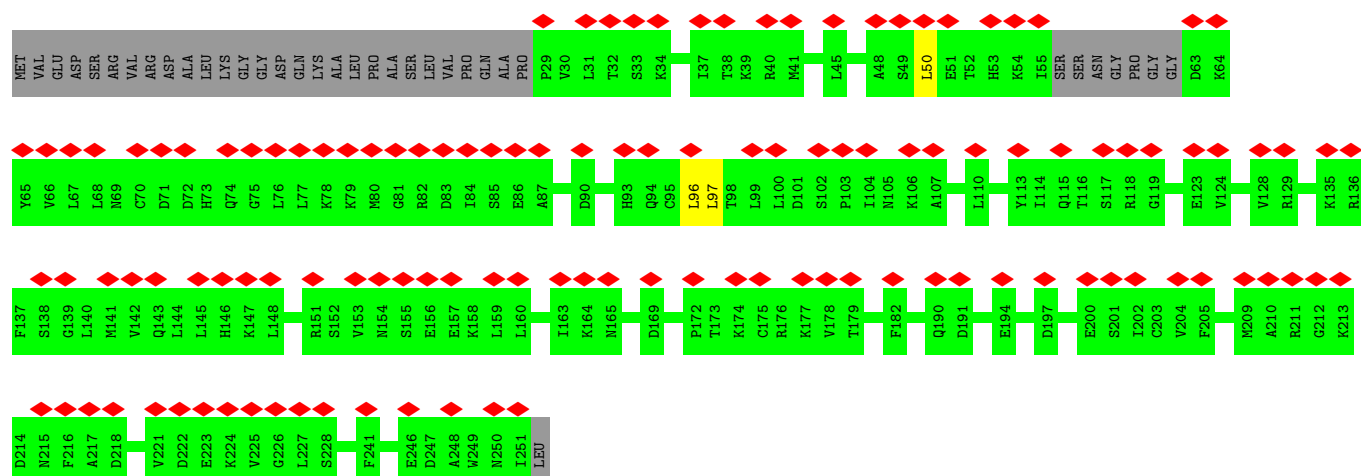 MET VAL GLU ASP SER ARG VAL ARG ASP ALA LEU LYS GLY GLY ASP GLN LYS ALA LEU PRO ALA SER LEU VAL PRO GLN ALA PRO P29 V30 L31 T32 S33 K34 I37 T38 K39 R40 M41 L45 A48 S49 L50 E51 T52 H53 K54 I55 SER SER ASN GLY PRO GLY GLY D63 K64
Y65 V66 L67 L68 N69 C70 D71 D72 H73 Q74 G75 L76 L77 K78 K79 M80 G81 R82 D83 I84 S85 E86 A87 D90 H93 Q94 C95 L96 L97 T98 L99 L100 D101 S102 P103 I104 N105 K106 A107 L110 Y113 I114 Q115 T116 S117 R118 G119 E123 V124 V128 R129 K135 R136
F137 S138 G139 L140 M141 V142 Q143 L144 L145 H146 K147 L148 R151 S152 V153 N154 S155 E156 E157 K158 L159 L160 I163 K164 N165 D169 P172 T173 K174 C175 R176 K177 V178 T179 F182 Q190 D191 E194 D197 E200 S201 I202 C203 V204 F205 M209 A210 R211 G212 K213
D214 N215 F216 A217 D218 V221 D222 E223 K224 V225 G226 L227 S228 F241 E246 D247 A248 W249 N250 I251 LEU